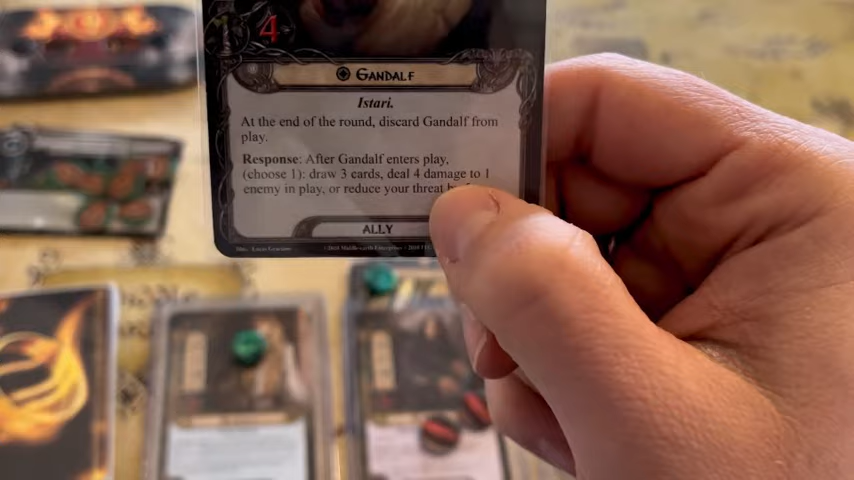 4
GANDALF
Istari.
At the end of the round, discard Gandalf from
play.
Response: After Gandalf enters play,
(choose 1): draw 3 cards, deal 4 damage to 1
enemy in play, or reduce your threat
ALLY